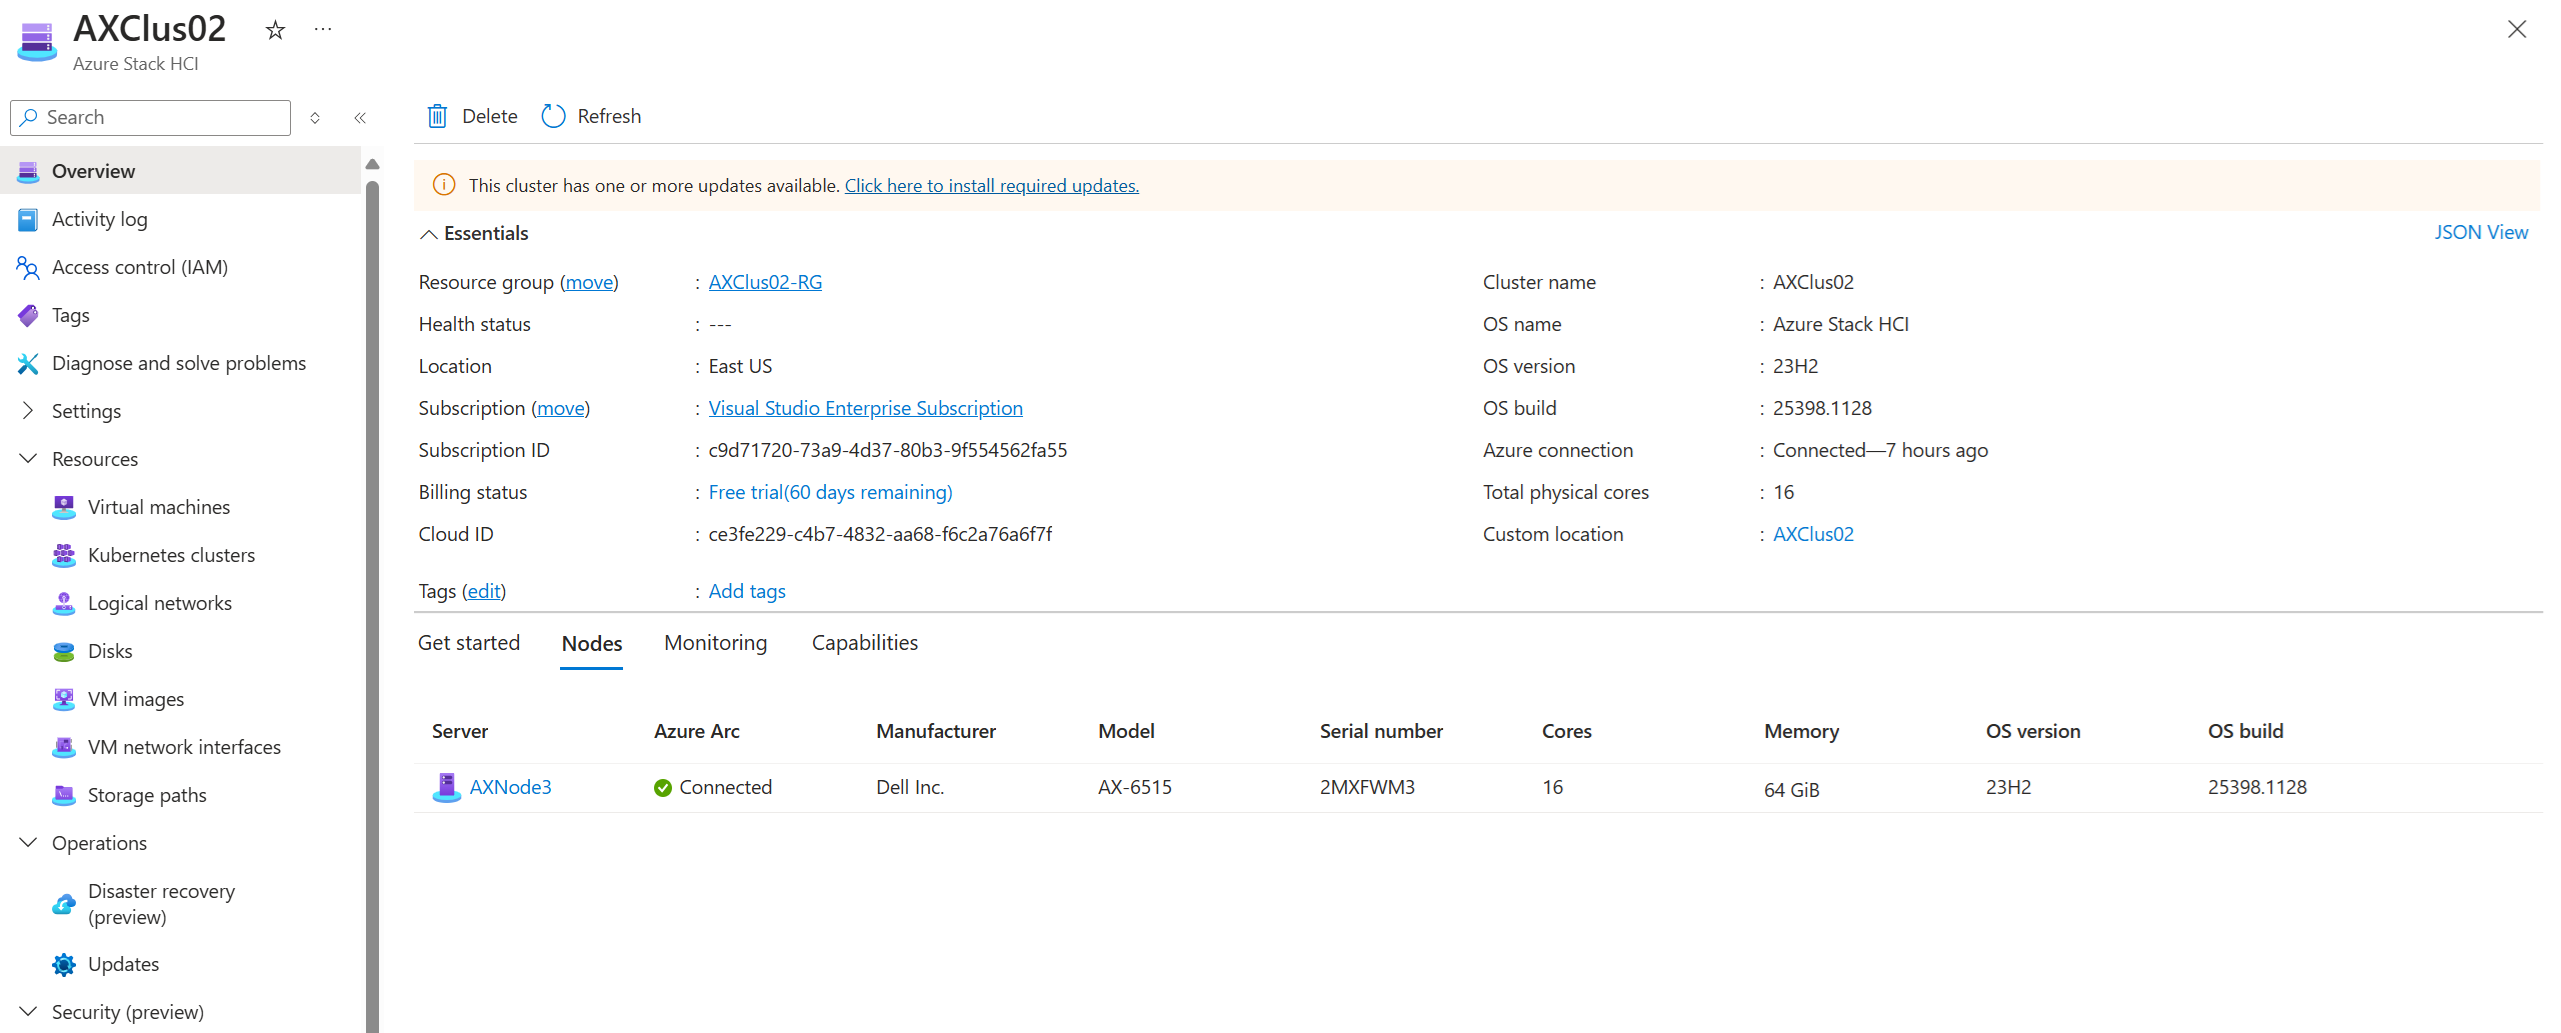 AXClus02
Azure Stack HCI
Search
Overview
Activity log
Access control (IAM)
Tags
Diagnose and solve problems
Settings
Resources
Virtual machines
Kubernetes clusters
Logical networks
Disks
VM images
VM network interfaces
Storage paths
Operations
Disaster recovery
(preview)
Updates
Security (preview)
Delete Refresh
This cluster has one or more updates available. Click here to install required updates.
Essentials JSON View
Resource group (move) : AXClus02-RG
Health status : ---
Location : East US
Subscription (move) : Visual Studio Enterprise Subscription
Subscription ID : c9d71720-73a9-4d37-80b3-9f554562fa55
Billing status : Free trial(60 days remaining)
Cloud ID : ce3fe229-c4b7-4832-aa68-f6c2a76a6f7f
Tags (edit) : Add tags
Cluster name : AXClus02
OS name : Azure Stack HCI
OS version : 23H2
OS build : 25398.1128
Azure connection : Connected—7 hours ago
Total physical cores : 16
Custom location : AXClus02
Get started Nodes Monitoring Capabilities
Server Azure Arc Manufacturer Model Serial number Cores Memory OS version OS build
AXNode3 Connected Dell Inc. AX-6515 2MXFWM3 16 64 GiB 23H2 25398.1128